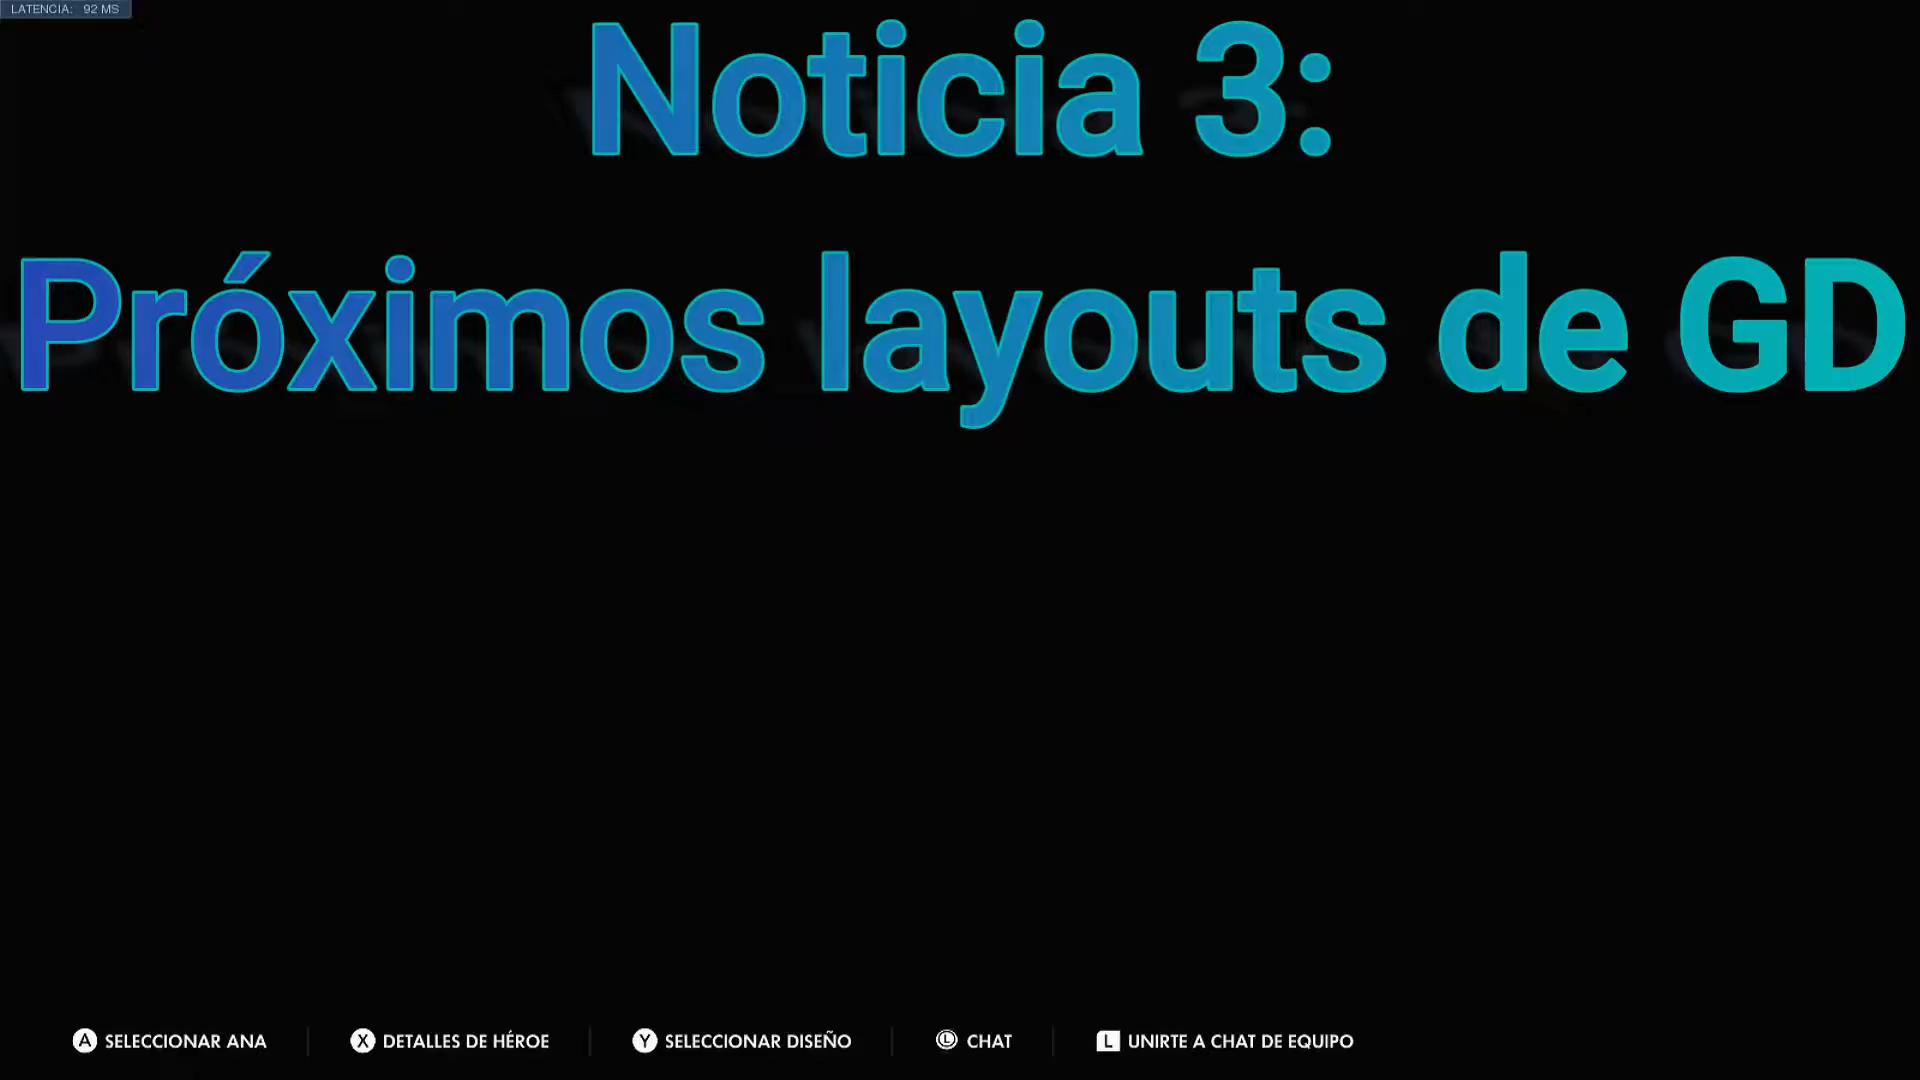 LATENCIA: 92 MS
Noticia 3:
Próximos layouts de GD
A SELECCIONAR ANA X DETALLES DE HÉROE Y SELECCIONAR DISEÑO L CHAT L UNIRTE A CHAT DE EQUIPO